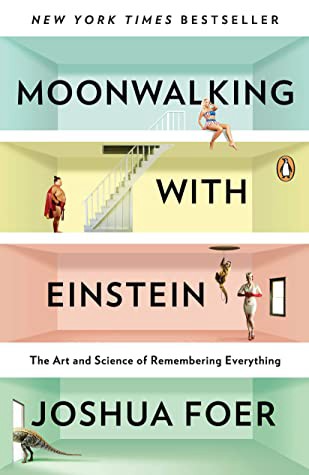 NEW YORK TIMES BESTSELLER
MOONWALKING
WITH
EINSTEIN
The Art and Science of Remembering Everything
JOSHUA FOER